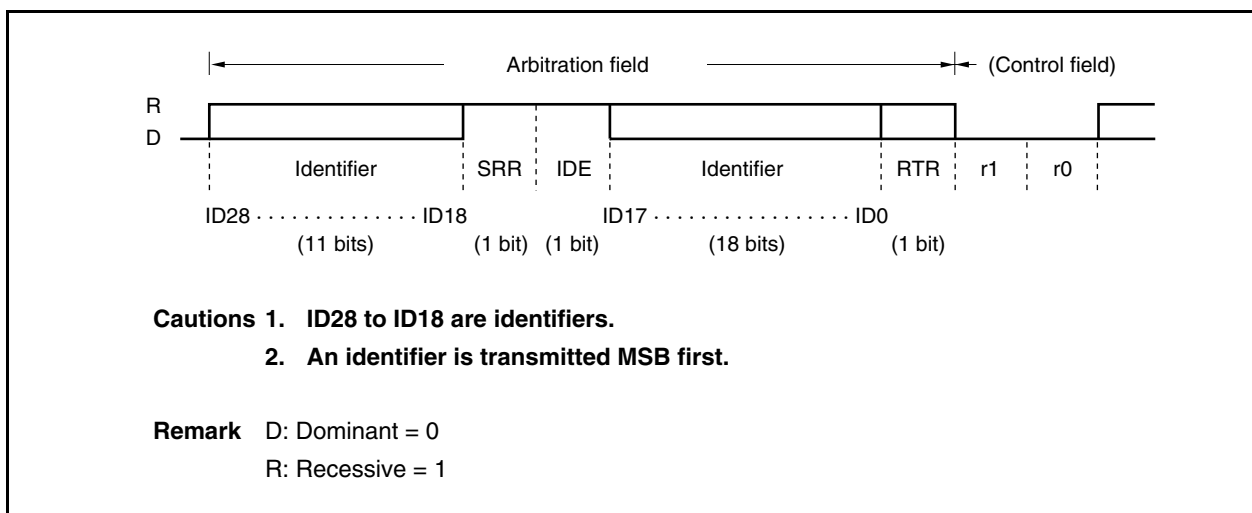 Arbitration field (Control field)
R
D
Identifier SRR IDE Identifier RTR r1 r0
ID28 · · · · · · · · · · · · · · ID18 ID17 · · · · · · · · · · · · · · · · · ID0
(11 bits) (1 bit) (1 bit) (18 bits) (1 bit)
Cautions 1. ID28 to ID18 are identifiers.
2. An identifier is transmitted MSB first.
Remark D: Dominant = 0
R: Recessive = 1